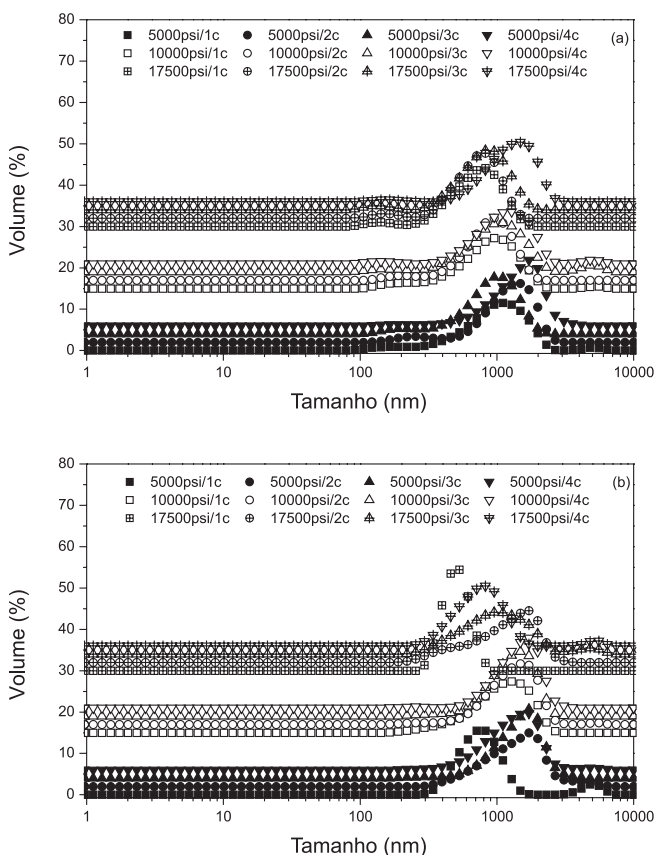 80
(a)
5000psi/1c 5000psi/2c 5000psi/3c 5000psi/4c
10000psi/1c 10000psi/2c 10000psi/3c 10000psi/4c
17500psi/1c 17500psi/2c 17500psi/3c 17500psi/4c
70
60
50
40
30
20
10
0
Volume (%)
1 10 100 1000 10000
Tamanho (nm)
80
(b)
5000psi/1c 5000psi/2c 5000psi/3c 5000psi/4c
10000psi/1c 10000psi/2c 10000psi/3c 10000psi/4c
17500psi/1c 17500psi/2c 17500psi/3c 17500psi/4c
70
60
50
40
30
20
10
0
Volume (%)
1 10 100 1000 10000
Tamanho (nm)